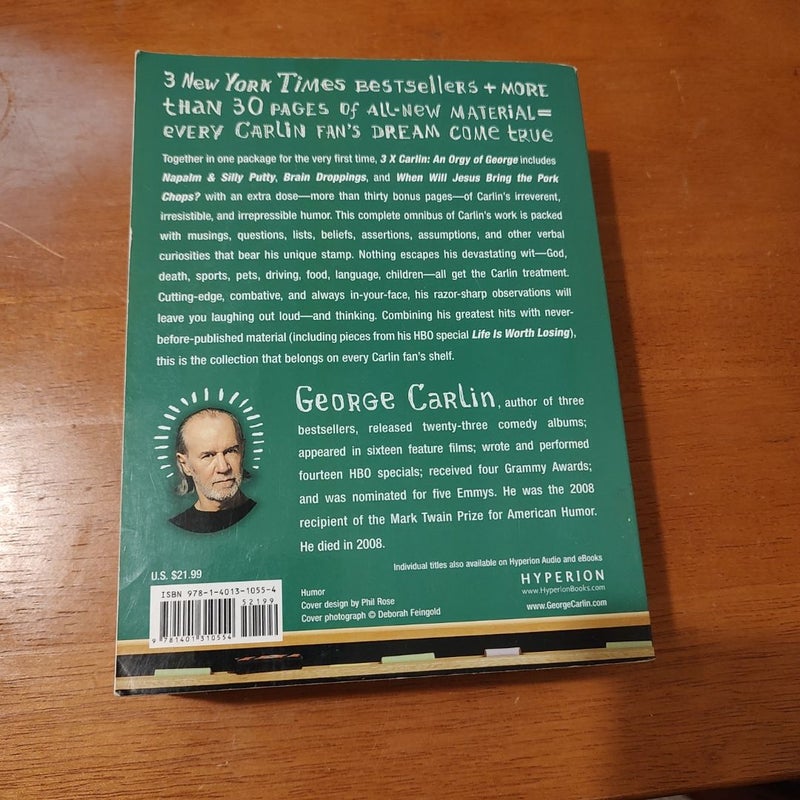 3 New YORK TIMES BESTSELLERS + MORE
THAN 30 PAGES OF ALL-NEW MATERIAL=
EVERY CARLIN FAN'S DREAM COME TRUE
Together in one package for the very first time, 3 X Carlin: An Orgy of George includes
Napalm & Silly Putty, Brain Droppings, and When Will Jesus Bring the Pork
Chops? with an extra dose—more than thirty bonus pages—of Carlin's irreverent,
irresistible, and irrepressible humor. This complete omnibus of Carlin's work is packed
with musings, questions, lists, beliefs, assertions, assumptions, and other verbal
curiosities that bear his unique stamp. Nothing escapes his devastating wit—God,
death, sports, pets, driving, food, language, children—all get the Carlin treatment.
Cutting-edge, combative, and always in-your-face, his razor-sharp observations will
leave you laughing out loud—and thinking. Combining his greatest hits with never-
before-published material (including pieces from his HBO special Life Is Worth Losing),
this is the collection that belongs on every Carlin fan's shelf.
GEORGE CARLIN, author of three
bestsellers, released twenty-three comedy albums;
appeared in sixteen feature films; wrote and performed
fourteen HBO specials; received four Grammy Awards;
and was nominated for five Emmys. He was the 2008
recipient of the Mark Twain Prize for American Humor.
He died in 2008.
Individual titles also available on Hyperion Audio and eBooks
HYPERION
www.HyperionBooks.com
www.GeorgeCarlin.com
U.S. $21.99
ISBN 978-1-4013-1055-4
52199
9 781401 310554
Humor
Cover design by Phil Rose
Cover photograph © Deborah Feingold